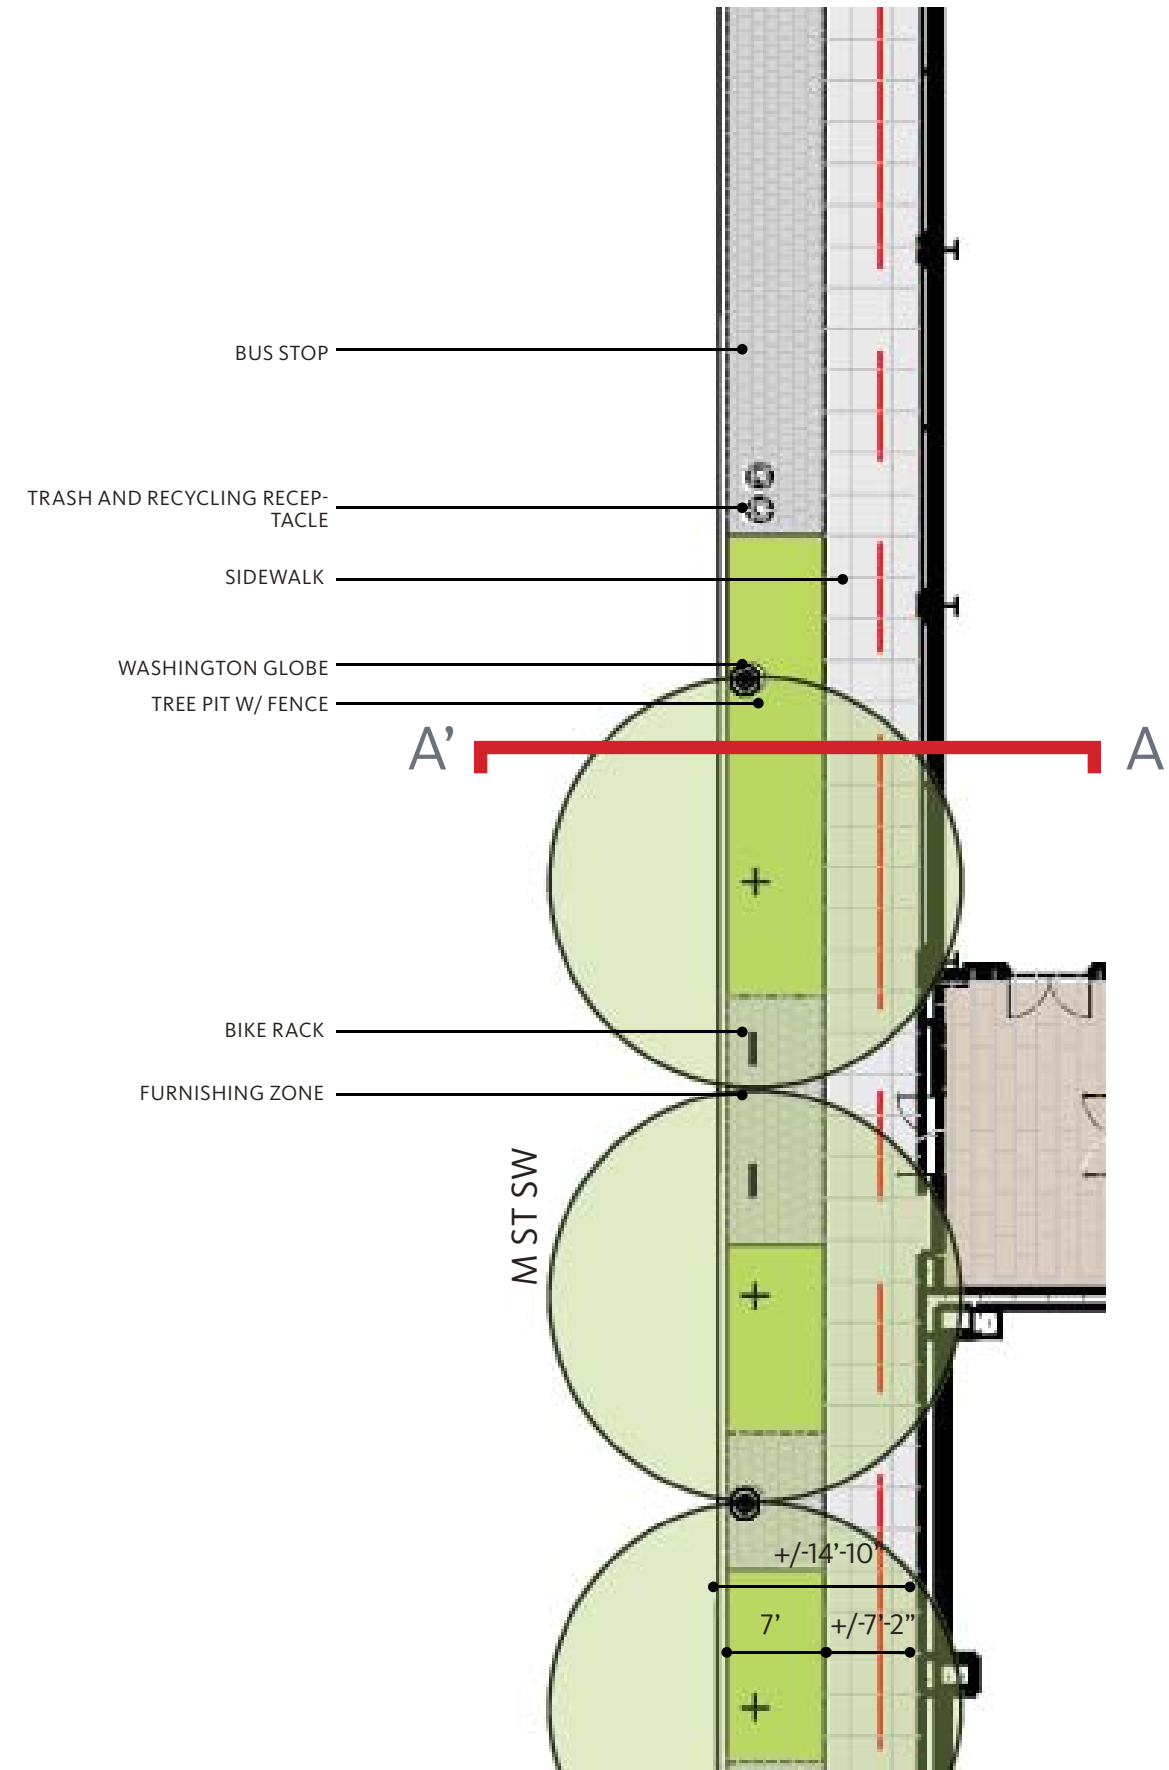 BUS STOP
TRASH AND RECYCLING RECEP-
TACLE
SIDEWALK
WASHINGTON GLOBE
TREE PIT W/ FENCE
A’
A
BIKE RACK
FURNISHING ZONE
M ST SW
+/-14’-10”
7’
+/-7’-2”